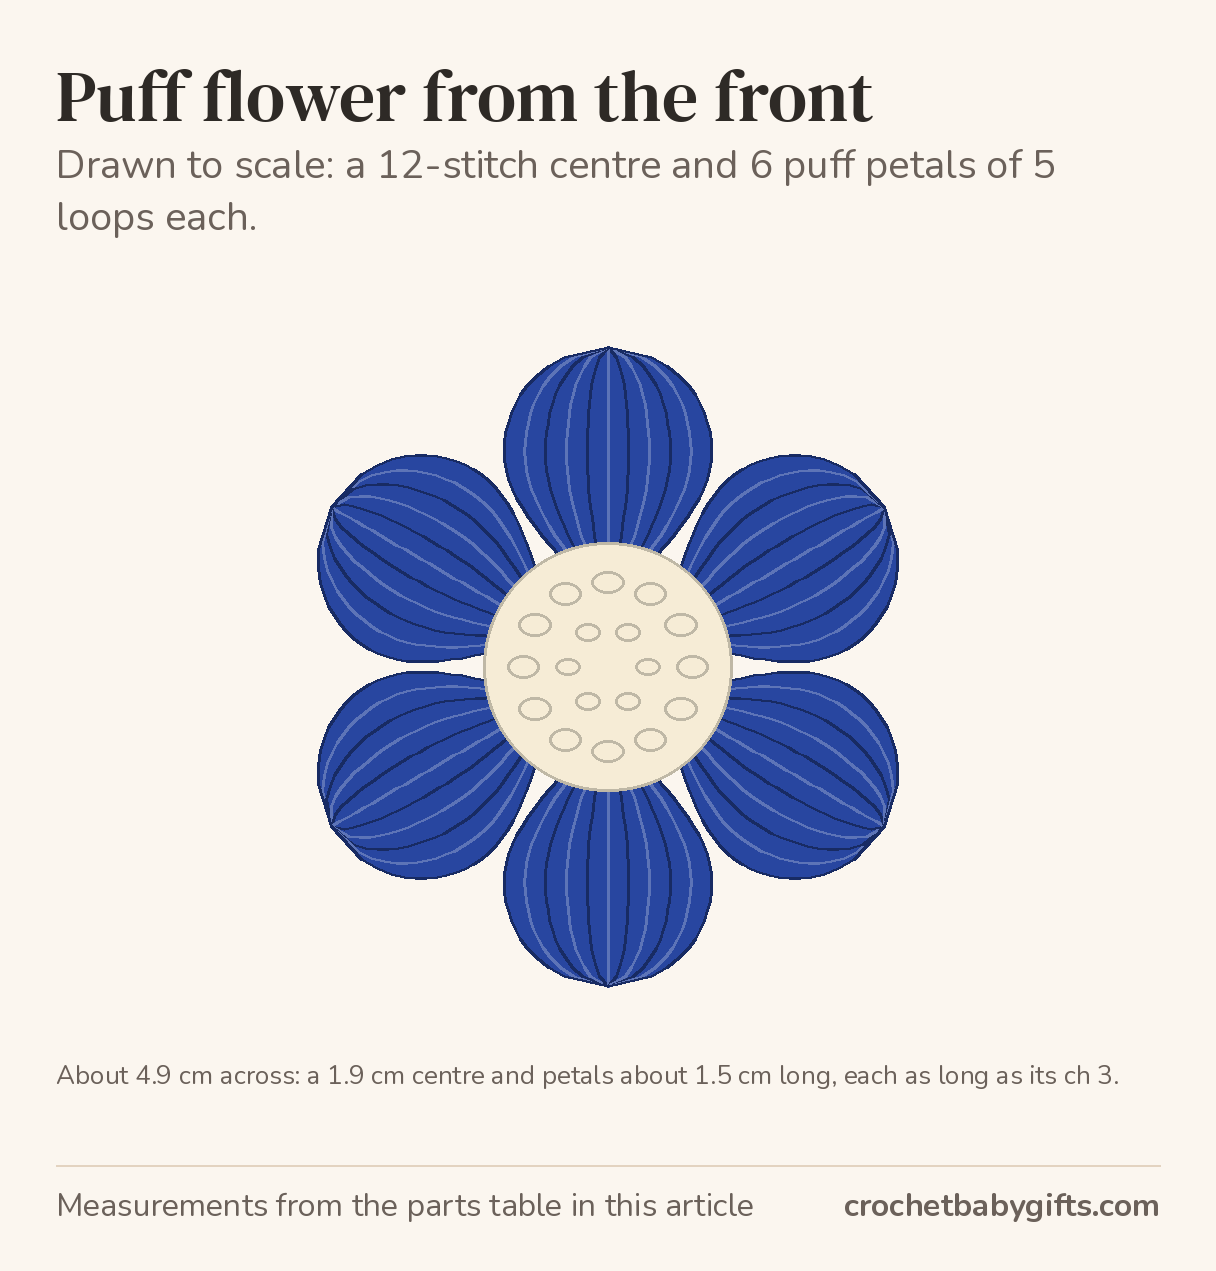 Puff flower from the front
Drawn to scale: a 12-stitch centre and 6 puff petals of 5
loops each.
About 4.9 cm across: a 1.9 cm centre and petals about 1.5 cm long, each as long as its ch 3.
Measurements from the parts table in this article
crochetbabygifts.com